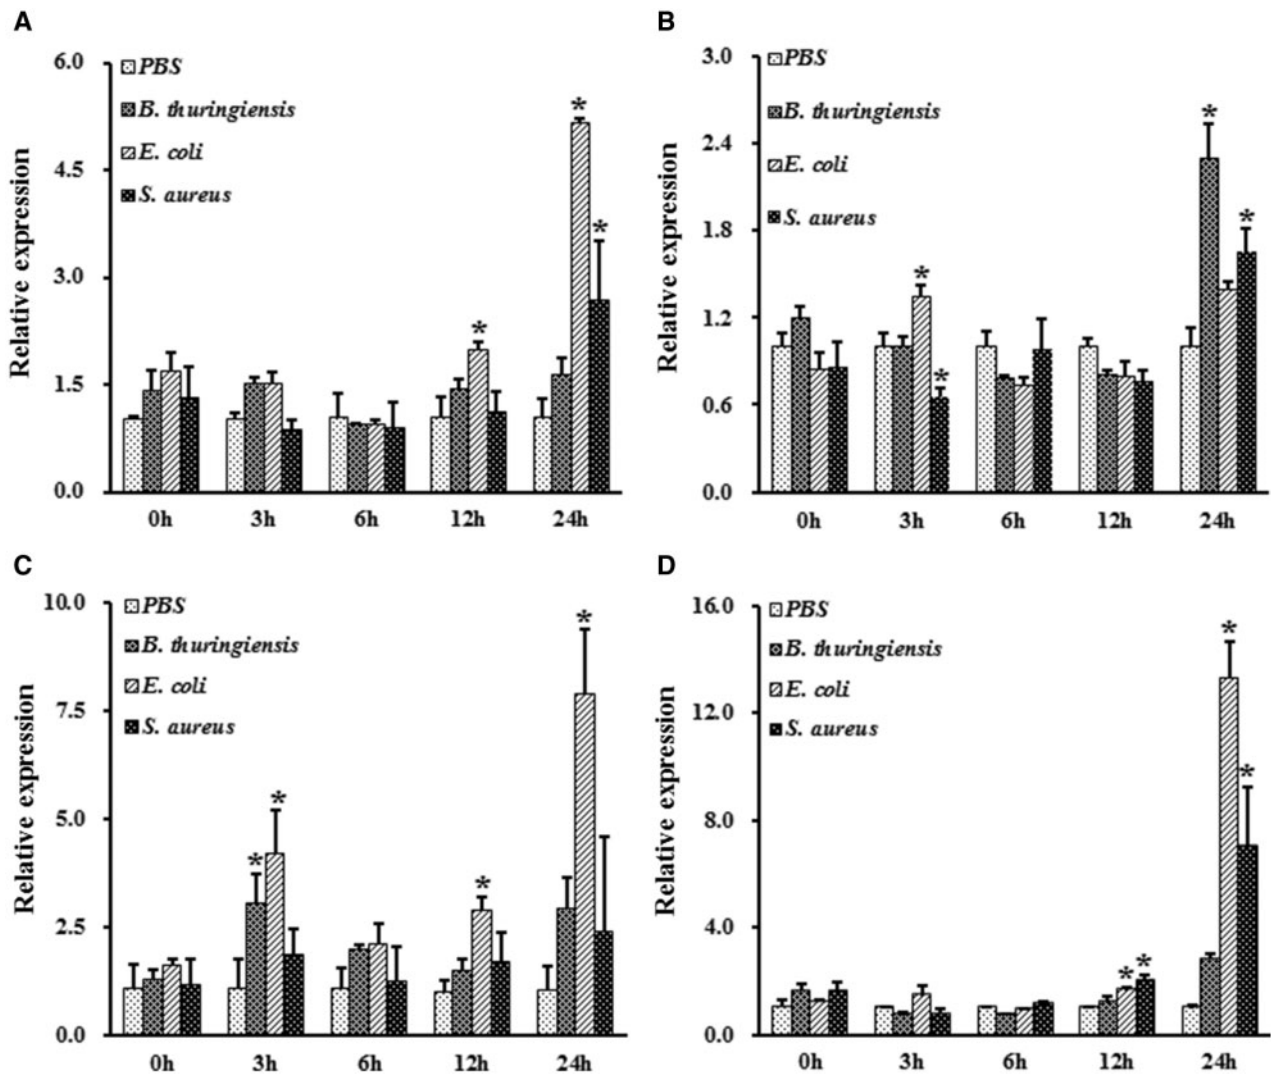 A
Relative expression
6.0
4.5
3.0
1.5
0.0
PBS
B. thuringiensis
E. coli
S. aureus
*
*
*
0h 3h 6h 12h 24h
B
Relative expression
3.0
2.4
1.8
1.2
0.6
0.0
PBS
B. thuringiensis
E. coli
S. aureus
*
*
*
*
0h 3h 6h 12h 24h
C
Relative expression
10.0
7.5
5.0
2.5
0.0
PBS
B. thuringiensis
E. coli
S. aureus
*
*
*
*
0h 3h 6h 12h 24h
D
Relative expression
16.0
12.0
8.0
4.0
0.0
PBS
B. thuringiensis
E. coli
S. aureus
*
*
*
*
0h 3h 6h 12h 24h